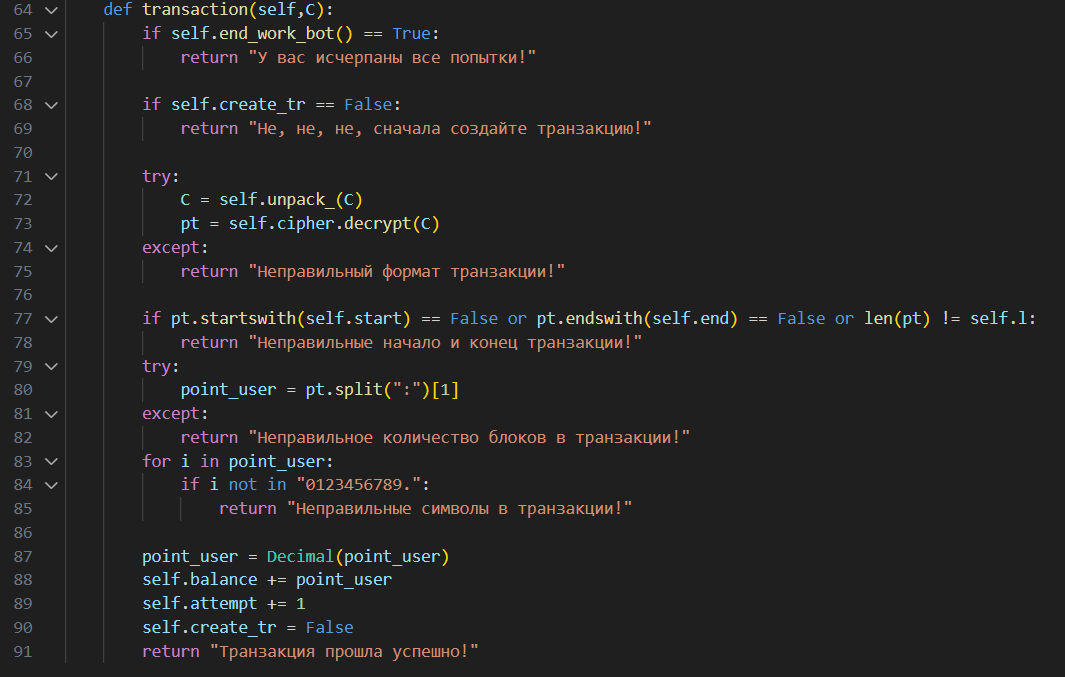 64 def transaction(self,C):
65 if self.end_work_bot() == True:
66 return "У вас исчерпаны все попытки!"
67
68 if self.create_tr == False:
69 return "Не, не, не, сначала создайте транзакцию!"
70
71 try:
72 C = self.unpack_(C)
73 pt = self.cipher.decrypt(C)
74 except:
75 return "Неправильный формат транзакции!"
76
77 if pt.startswith(self.start) == False or pt.endswith(self.end) == False or len(pt) != self.l:
78 return "Неправильные начало и конец транзакции!"
79 try:
80 point_user = pt.split(":")[1]
81 except:
82 return "Неправильное количество блоков в транзакции!"
83 for i in point_user:
84 if i not in "0123456789.":
85 return "Неправильные символы в транзакции!"
86
87 point_user = Decimal(point_user)
88 self.balance += point_user
89 self.attempt += 1
90 self.create_tr = False
91 return "Транзакция прошла успешно!"